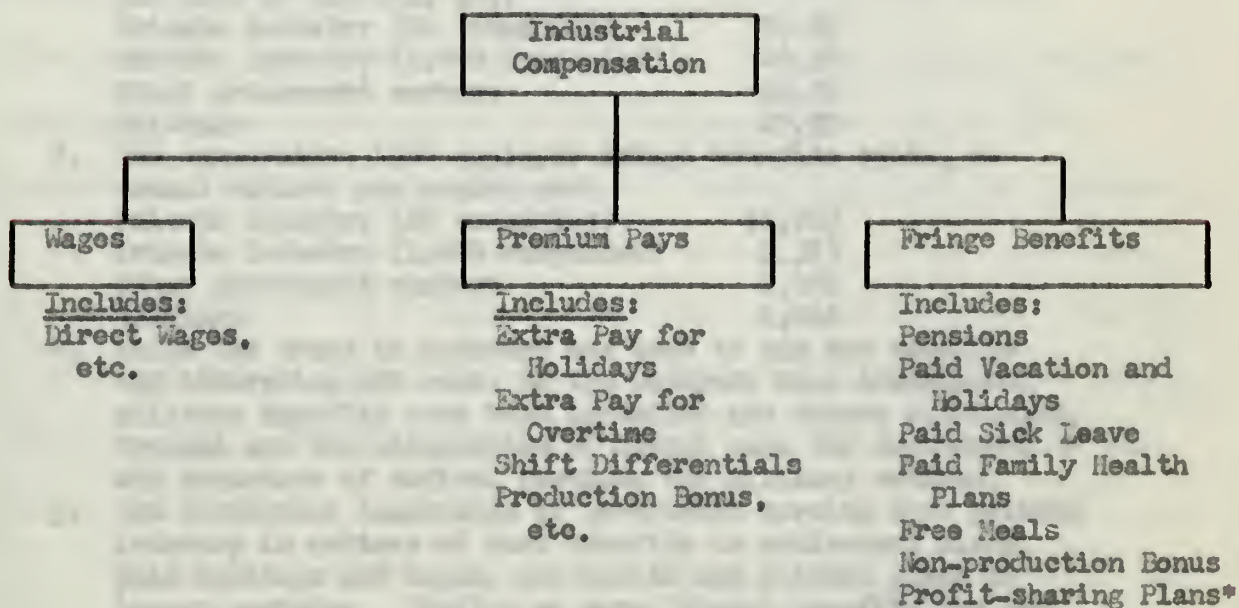 Industrial
Compensation
Wages
Includes:
Direct Wages,
etc.
Premium Pays
Includes:
Extra Pay for
Holidays
Extra Pay for
Overtime
Shift Differentials
Production Bonus,
etc.
Fringe Benefits
Includes:
Pensions
Paid Vacation and
Holidays
Paid Sick Leave
Paid Family Health
Plans
Free Meals
Non-production Bonus
Profit-sharing Plans*